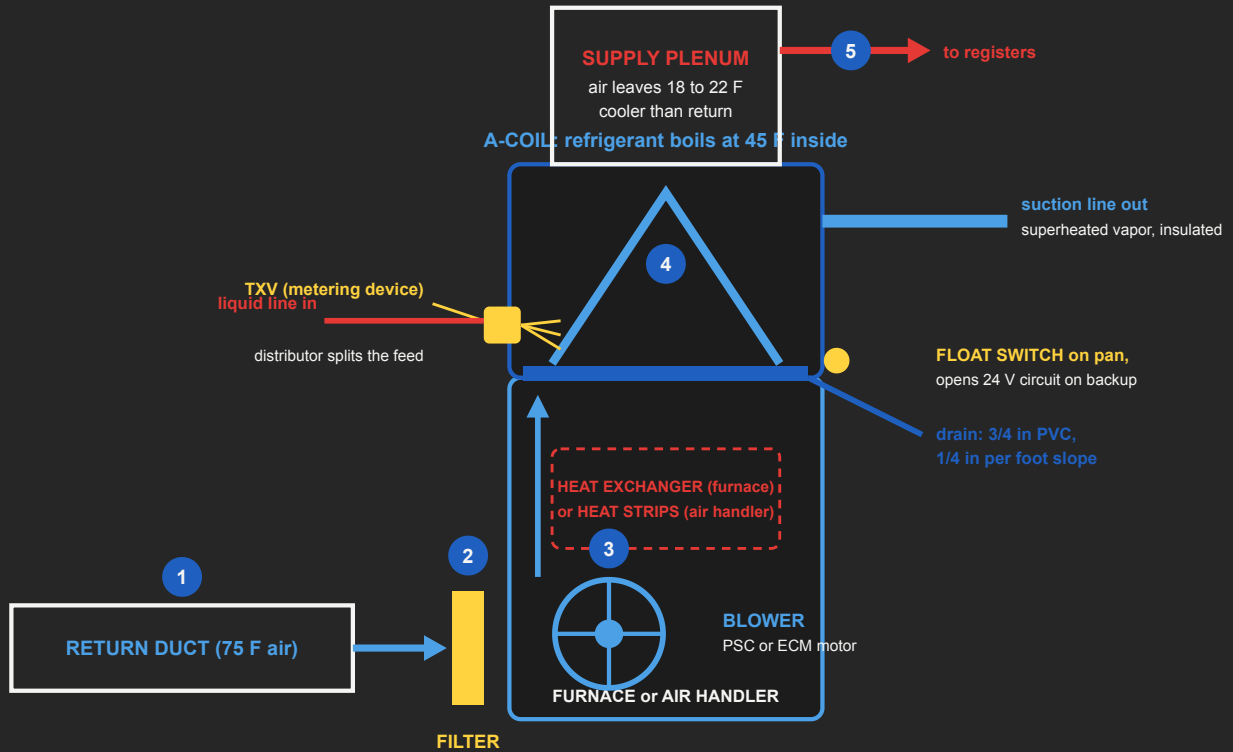 SUPPLY PLENUM
air leaves 18 to 22 F
cooler than return
5
to registers
A-COIL: refrigerant boils at 45 F inside
suction line out
superheated vapor, insulated
4
TXV (metering device)
liquid line in
distributor splits the feed
FLOAT SWITCH on pan,
opens 24 V circuit on backup
drain: 3/4 in PVC,
1/4 in per foot slope
HEAT EXCHANGER (furnace)
or HEAT STRIPS (air handler)
3
2
1
RETURN DUCT (75 F air)
BLOWER
PSC or ECM motor
FURNACE or AIR HANDLER
FILTER